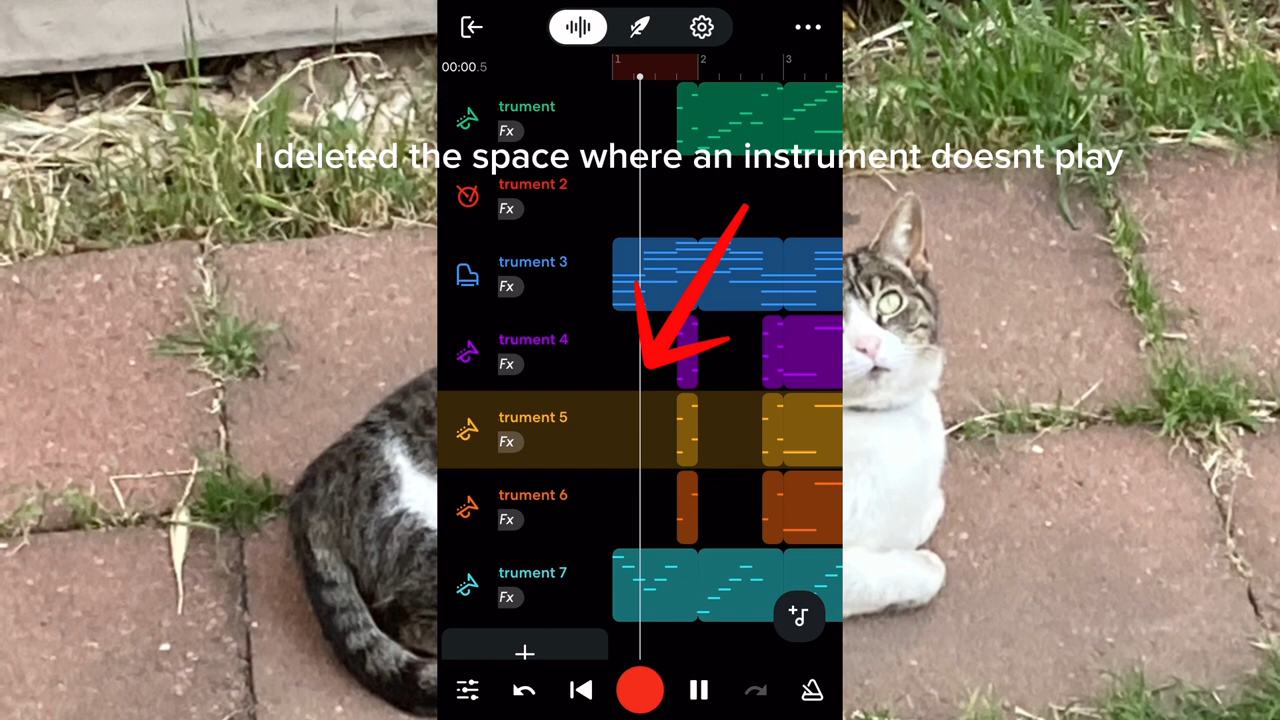 1
2
3
00:00.5
trument
Fx
I deleted the space where an instrument doesnt play
trument 2
Fx
trument 3
Fx
trument 4
Fx
trument 5
Fx
trument 6
Fx
trument 7
Fx